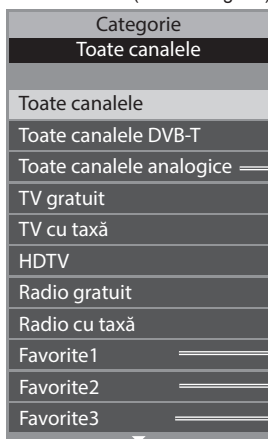 Categorie
Toate canalele
Toate canalele
Toate canalele DVB-T
Toate canalele analogice
TV gratuit
TV cu taxă
HDTV
Radio gratuit
Radio cu taxă
Favorite1
Favorite2
Favorite3